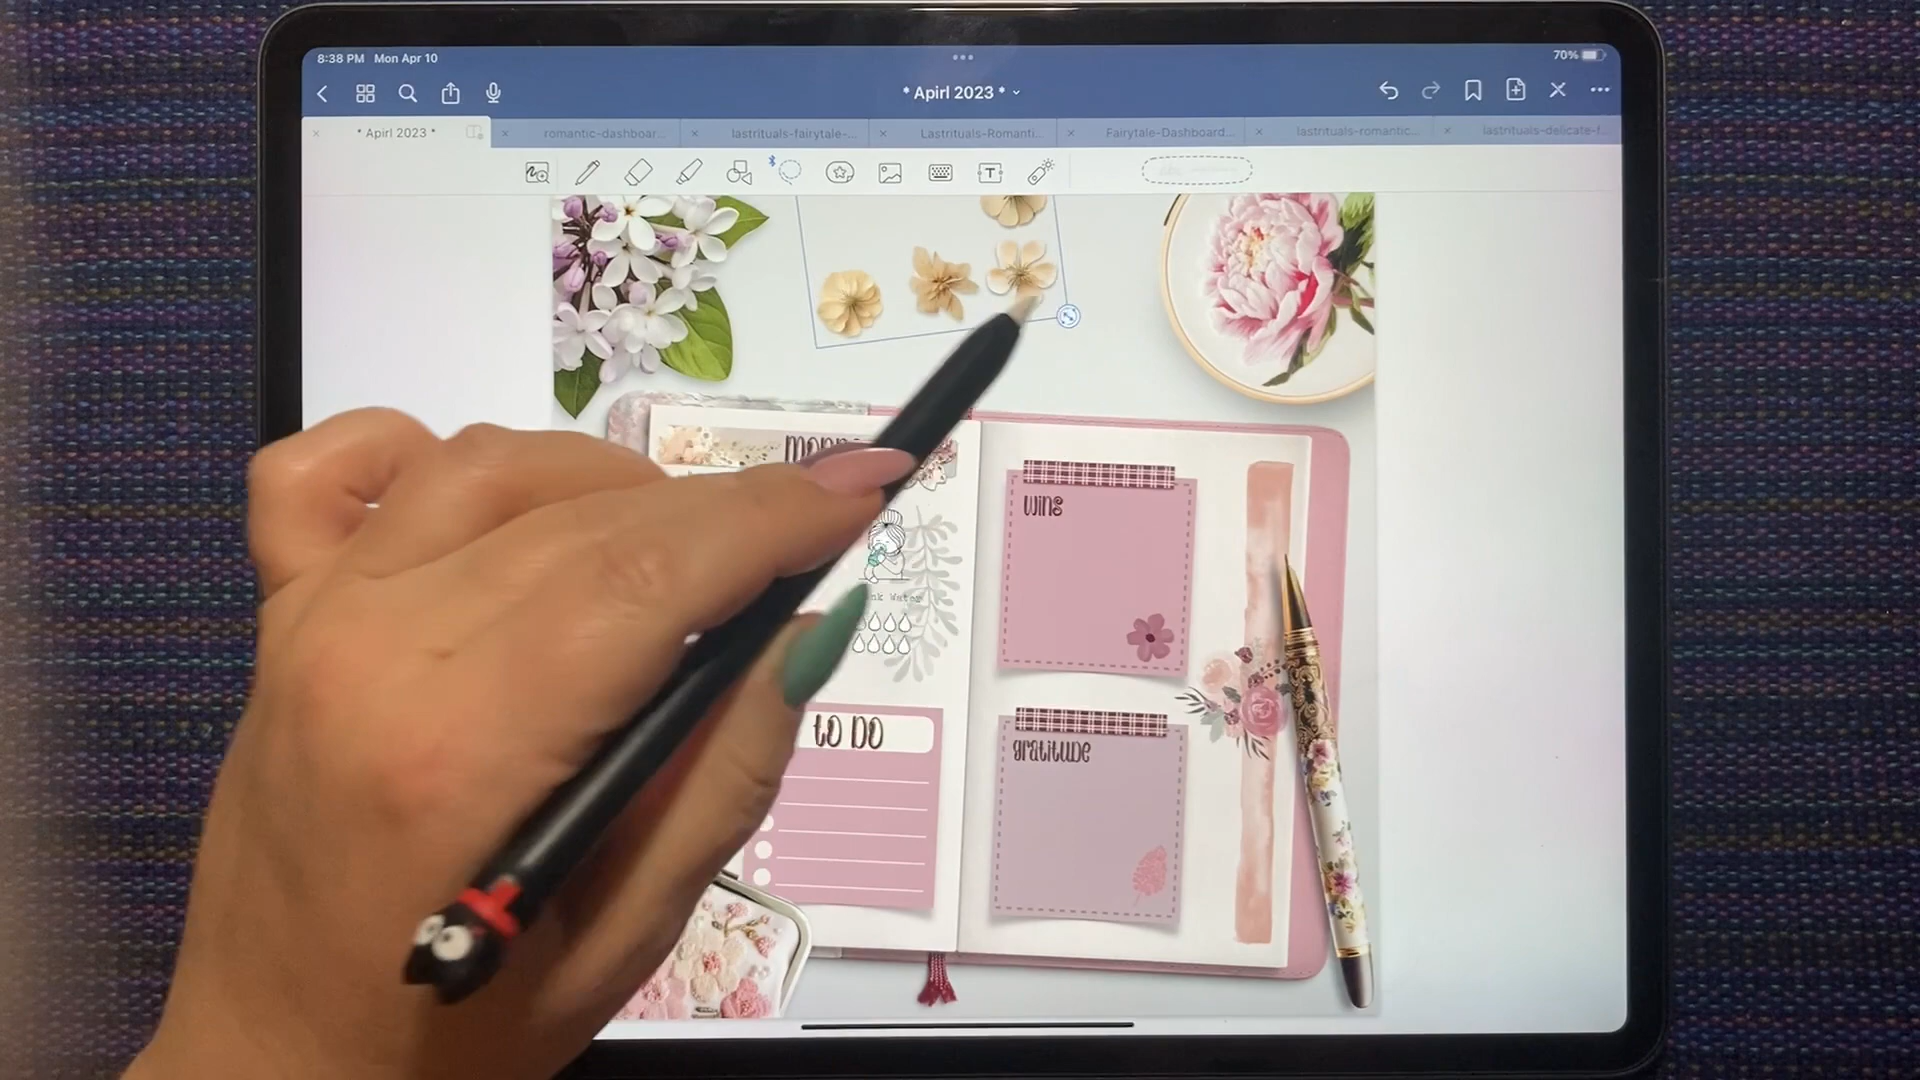 8:38 PM Mon Apr 10
70%
* Apirl 2023 *
* Apirl 2023 *
romantic-dashboar...
lastrituals-fairytale-...
Lastrituals-Romanti...
Fairytale-Dashboard...
lastrituals-romantic...
lastrituals-delicate-f...
T
wins
Water
to do
gratitude